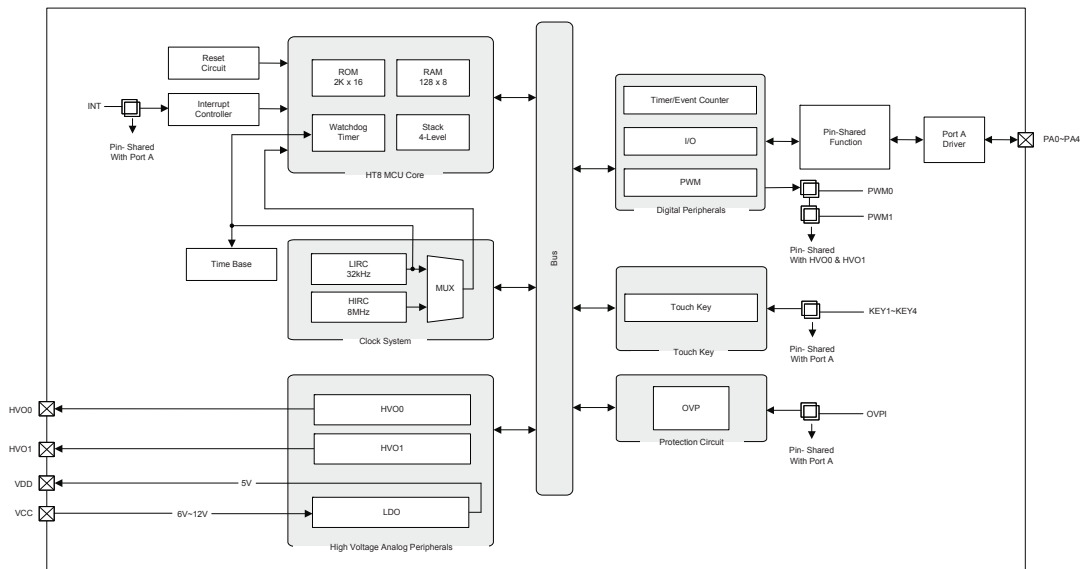 Reset
Circuit
INT
Interrupt
Controller
Pin- Shared
With Port A
ROM
2K x 16
RAM
128 x 8
Watchdog
Timer
Stack
4-Level
HT8 MCU Core
Time Base
LIRC
32kHz
HIRC
8MHz
MUX
Clock System
HVO0
HVO1
VDD
VCC
5V
6V~12V
HVO0
HVO1
LDO
High Voltage Analog Peripherals
Bus
Timer/Event Counter
I/O
PWM
Digital Peripherals
Pin-Shared
Function
Port A
Driver
PA0~PA4
PWM0
PWM1
Pin- Shared
With HVO0 & HVO1
Touch Key
Touch Key
KEY1~KEY4
Pin- Shared
With Port A
OVP
Protection Circuit
OVPI
Pin- Shared
With Port A